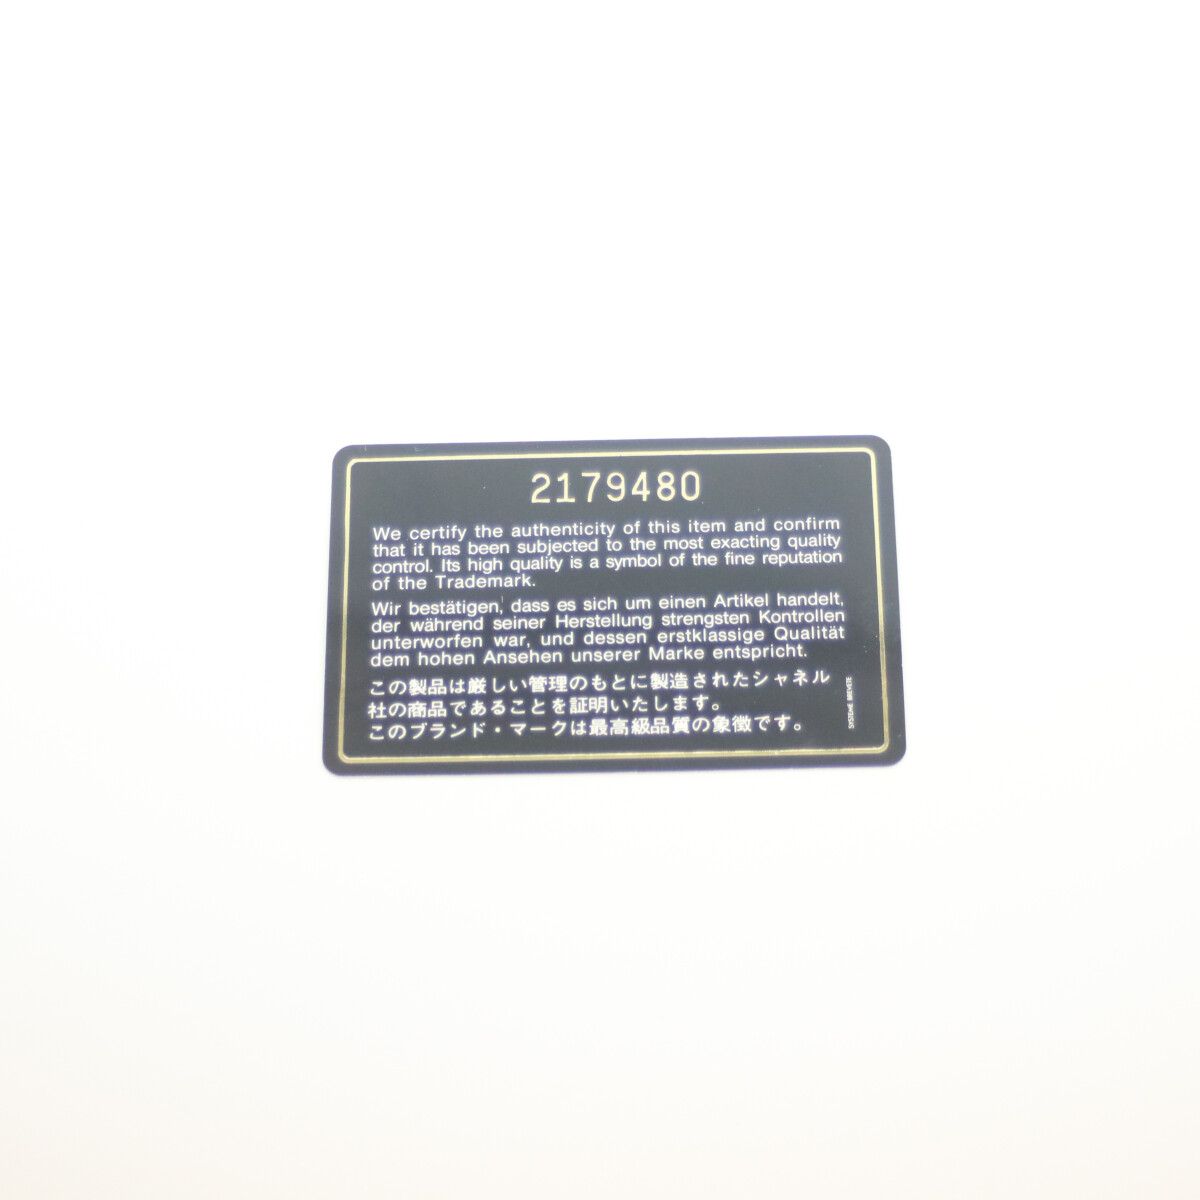 2179480
We certify the authenticity of this item and confirm
that it has been subjected to the most exacting quality
control. Its high quality is a symbol of the fine reputation
of the Trademark.
Wir bestätigen, dass es sich um einen Artikel handelt,
der während seiner Herstellung strengsten Kontrollen
unterworfen war, und dessen erstklassige Qualität
dem hohen Ansehen unserer Marke entspricht.
この製品は厳しい管理のもとに製造されたシャネル
社の商品であることを証明いたします。
このブランド・マークは最高級品質の象徴です。
SYSTEME